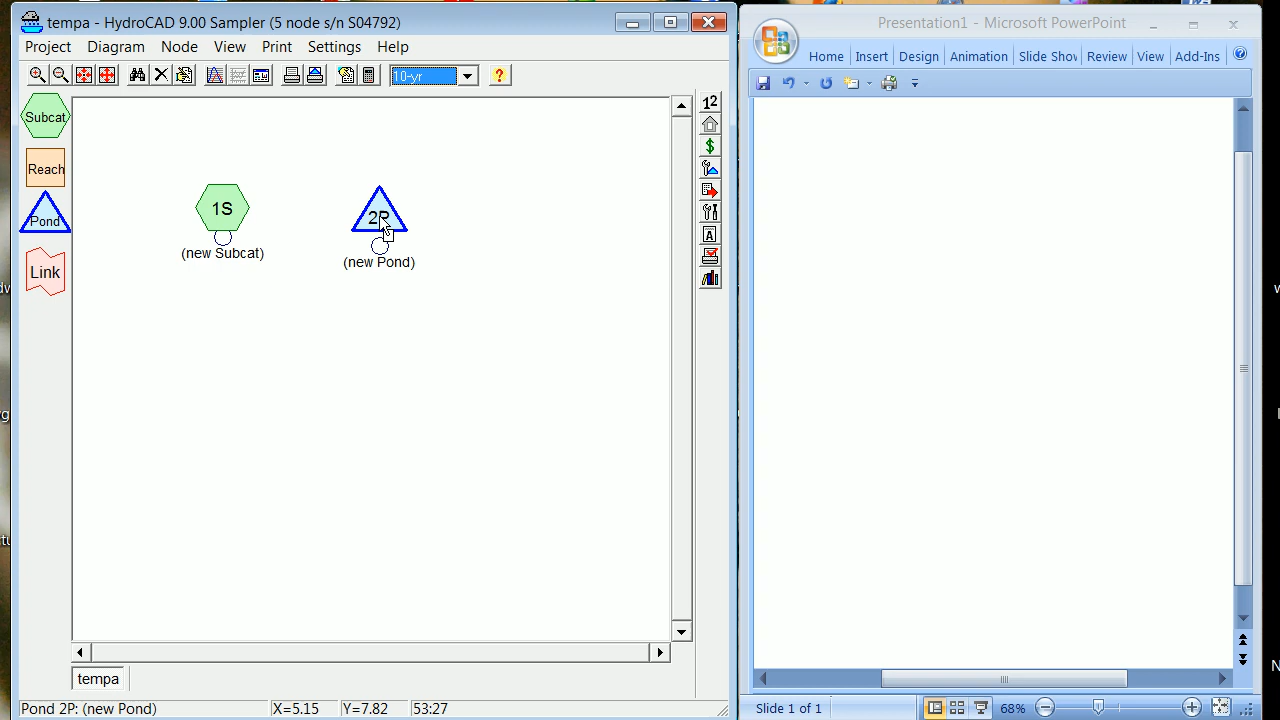 tempa - HydroCAD 9.00 Sampler (5 node s/n S04792)
Project Diagram Node View Print Settings Help
10-yr
Subcat
Reach
Pond
Link
1S
(new Subcat)
2P
(new Pond)
12
$
A
tempa
Pond 2P: (new Pond) X=5.15 Y=7.82 53:27
Presentation1 - Microsoft PowerPoint
Home Insert Design Animation Slide Shov Review View Add-Ins
Slide 1 of 1 68%